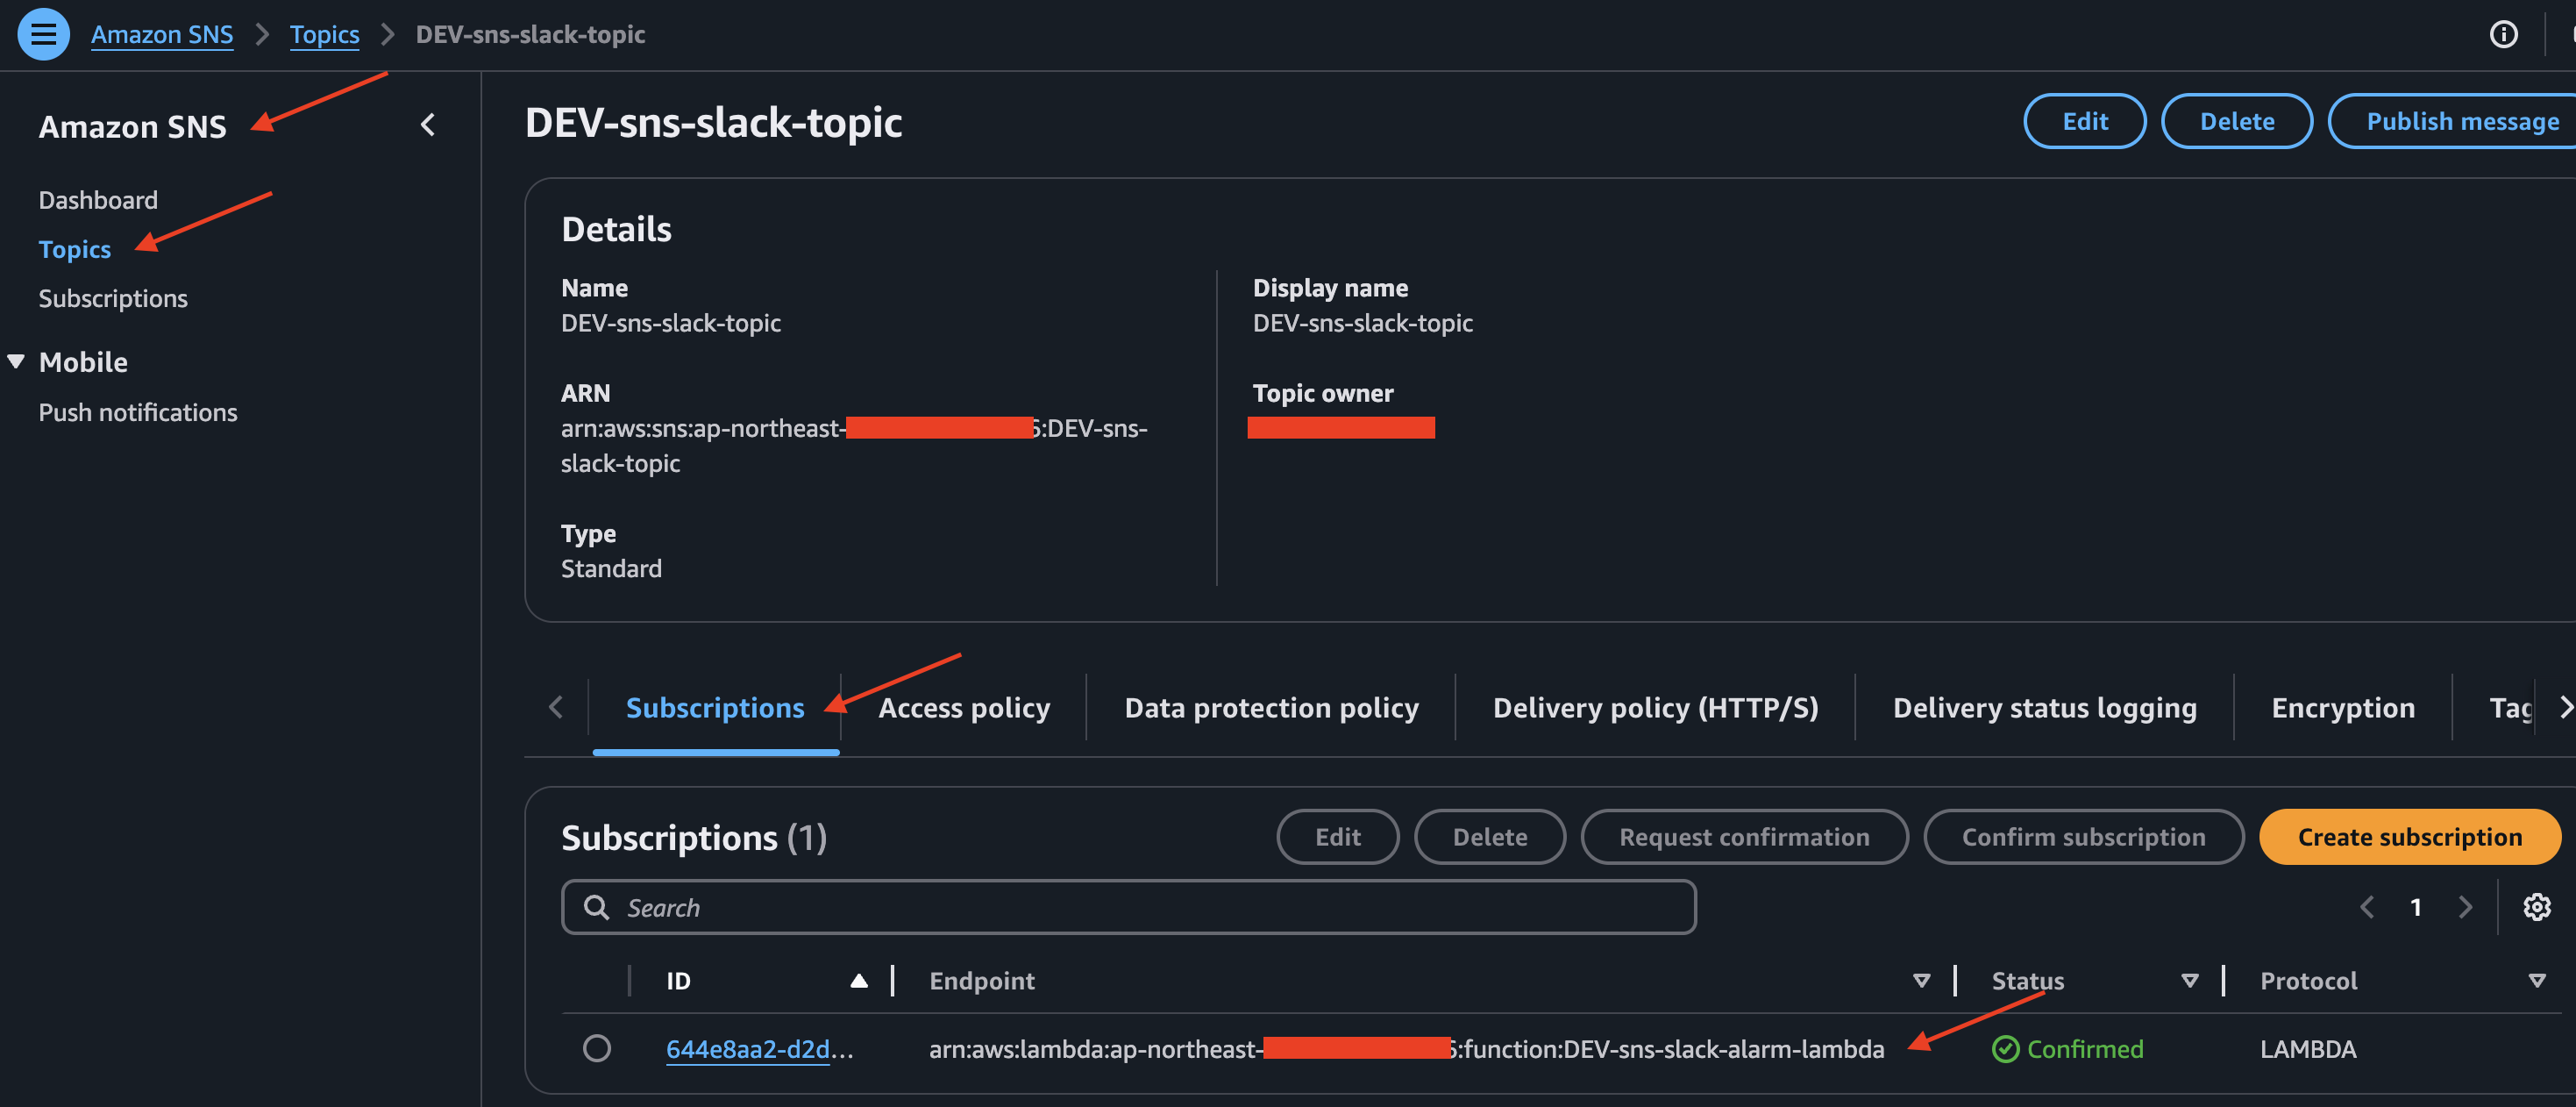 Amazon SNS > Topics > DEV-sns-slack-topic
Amazon SNS
Dashboard
Topics
Subscriptions
Mobile
Push notifications
DEV-sns-slack-topic
Edit
Delete
Publish message
Details
Name
DEV-sns-slack-topic
ARN
arn:aws:sns:ap-northeast-
:DEV-sns-
slack-topic
Type
Standard
Display name
DEV-sns-slack-topic
Topic owner
Subscriptions
Access policy
Data protection policy
Delivery policy (HTTP/S)
Delivery status logging
Encryption
Subscriptions (1)
Edit
Delete
Request confirmation
Confirm subscription
Create subscription
Search
1
ID
Endpoint
Status
Protocol
644e8aa2-d2d...
arn:aws:lambda:ap-northeast-
:function:DEV-sns-slack-alarm-lambda
Confirmed
LAMBDA